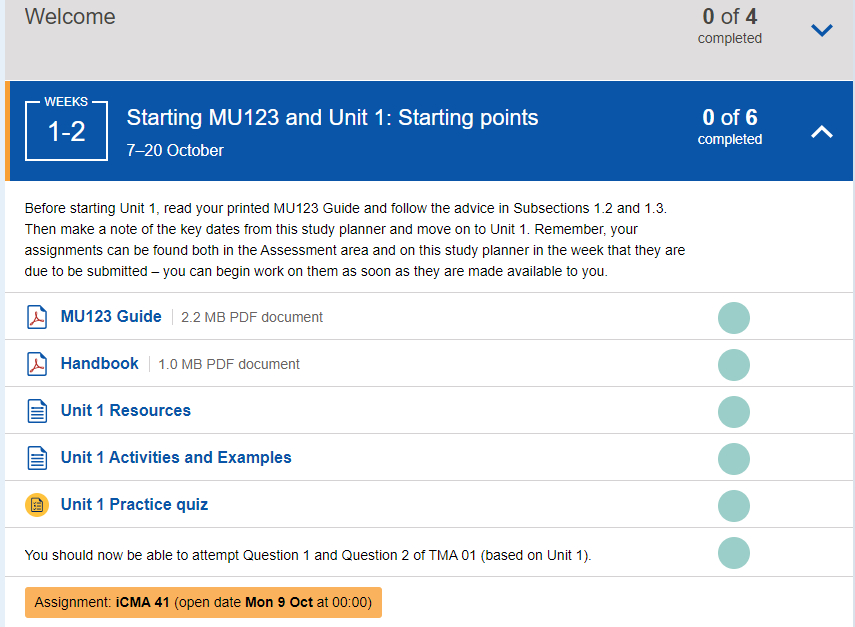 Welcome
0 of 4
completed
WEEKS
1-2
Starting MU123 and Unit 1: Starting points
7–20 October
0 of 6
completed
Before starting Unit 1, read your printed MU123 Guide and follow the advice in Subsections 1.2 and 1.3.
Then make a note of the key dates from this study planner and move on to Unit 1. Remember, your
assignments can be found both in the Assessment area and on this study planner in the week that they are
due to be submitted – you can begin work on them as soon as they are made available to you.
MU123 Guide 2.2 MB PDF document
Handbook 1.0 MB PDF document
Unit 1 Resources
Unit 1 Activities and Examples
Unit 1 Practice quiz
You should now be able to attempt Question 1 and Question 2 of TMA 01 (based on Unit 1).
Assignment: iCMA 41 (open date Mon 9 Oct at 00:00)